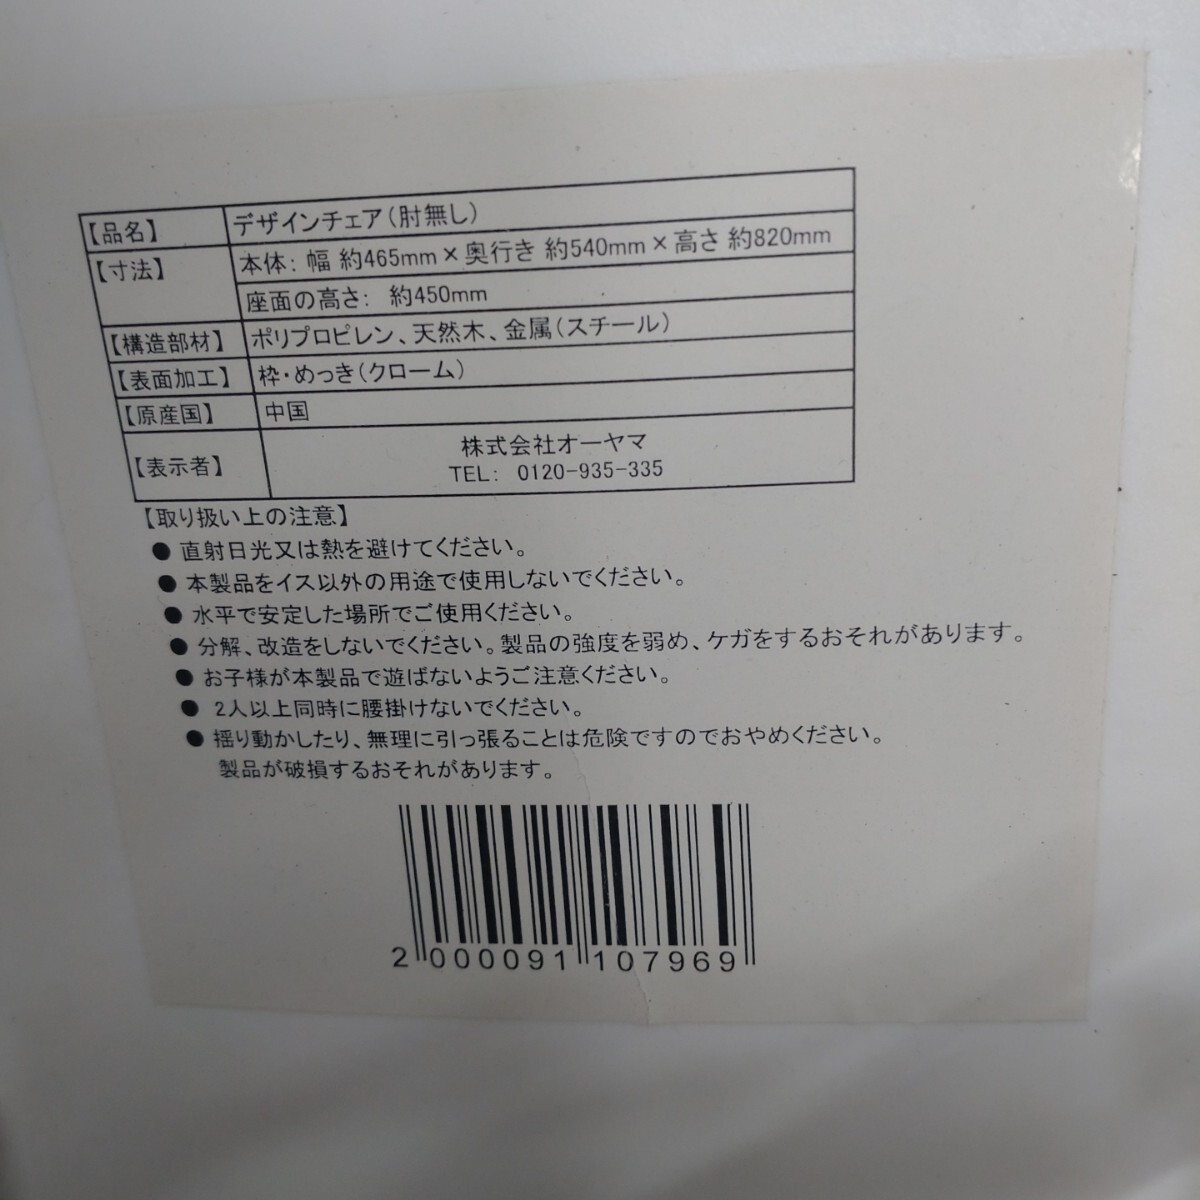 【品名】 デザインチェア(肘無し)
【寸法】 本体: 幅 約465mm×奥行き 約540mm×高さ 約820mm
座面の高さ: 約450mm
【構造部材】 ポリプロピレン、天然木、金属(スチール)
【表面加工】 枠・めっき(クローム)
【原産国】 中国
【表示者】 株式会社オーヤマ
TEL: 0120-935-335
【取り扱い上の注意】
● 直射日光又は熱を避けてください。
● 本製品をイス以外の用途で使用しないでください。
● 水平で安定した場所でご使用ください。
● 分解、改造をしないでください。製品の強度を弱め、ケガをするおそれがあります。
● お子様が本製品で遊ばないようご注意ください。
● 2人以上同時に腰掛けないでください。
● 揺り動かしたり、無理に引っ張ることは危険ですのでおやめください。
製品が破損するおそれがあります。
2 000091 107969